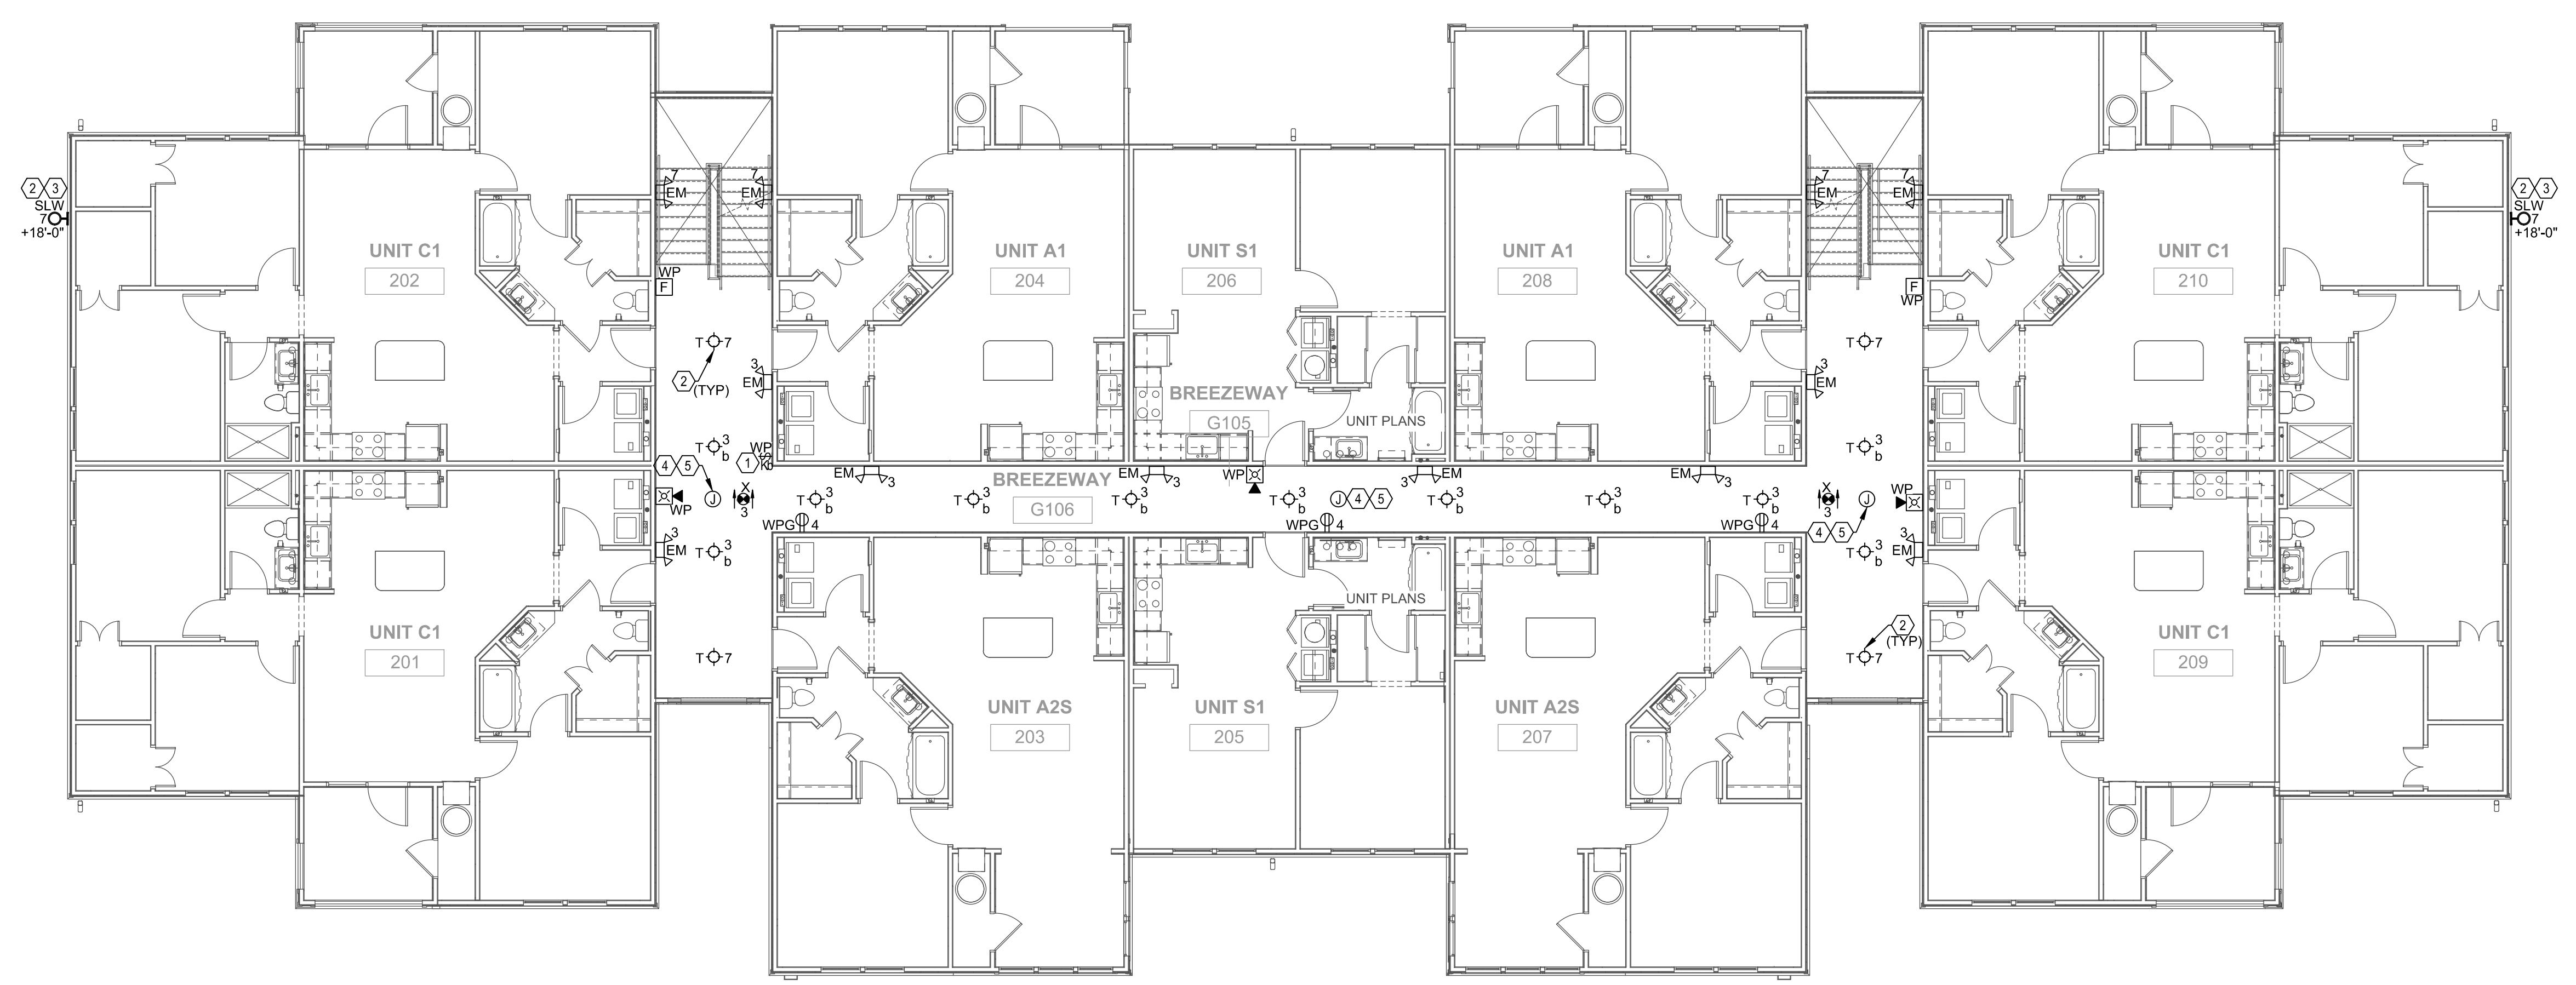 2 3
SLW
7
+18'-0"
UNIT C1
202
7
EM
7
EM
WP
F
UNIT A1
204
UNIT S1
206
UNIT A1
208
7
EM
7
EM
F
WP
UNIT C1
210
2 3
SLW
7
+18'-0"
T 7
2
(TYP)
3
EM
BREEZEWAY
G105
UNIT PLANS
3
EM
T 7
T 3
b
WP
1
4 5
J
WP
X
3
EM
3
EM
3
WP
3
EM
EM
3
BREEZEWAY
G106
T 3
b
T 3
b
T 3
b
T 3
b
J 4 5
T 3
b
T 3
b
T 3
b
X
3
J
WP
T 3
b
WPG 4
WPG 4
WPG 4
4 5
3
EM
T 3
b
3
EM
T 3
b
UNIT PLANS
UNIT C1
201
T 7
2
(TYP)
T 7
UNIT C1
209
UNIT A2S
203
UNIT S1
205
UNIT A2S
207